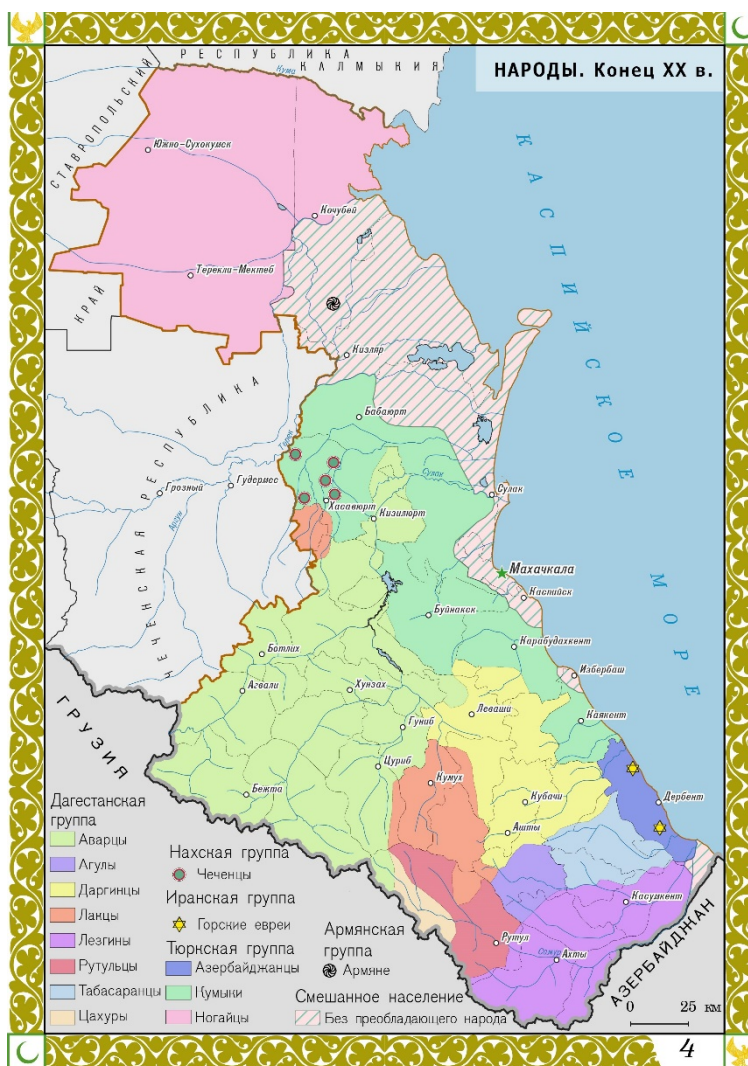 РЕСПУБЛИКА
КАЛМЫКИЯ
НАРОДЫ. Конец XX в.
СТАВРОПОЛЬСКИЙ
КРАЙ
Кума
Южно-Сухокумск
Кочубей
Терекли-Мектеб
КАСПИЙСКОЕ МОРЕ
Кизляр
ЧЕЧЕНСКАЯ РЕСПУБЛИКА
Бабаюрт
Терек
Грозный
Гудермес
Сулак
Сулак
Аргун
Хасавюрт
Кизилюрт
Махачкала
Каспийск
Буйнакск
Карабудахкент
Ботлих
Избербаш
Агвали
Хунзах
Леваши
Каякент
ГРУЗИЯ
Гуниб
Цуриб
Кумух
Бежта
Кубачи
Дербент
Ашты
Касумкент
Рутул
Самур
Ахты
АЗЕРБАЙДЖАН
Дагестанская
группа
Аварцы
Агулы
Даргинцы
Лакцы
Лезгины
Рутульцы
Табасаранцы
Цахуры
Нахская группа
Чеченцы
Иранская группа
Горские евреи
Тюркская группа
Азербайджанцы
Кумыки
Ногайцы
Армянская
группа
Армяне
Смешанное население
Без преобладающего народа
0 25 км
4